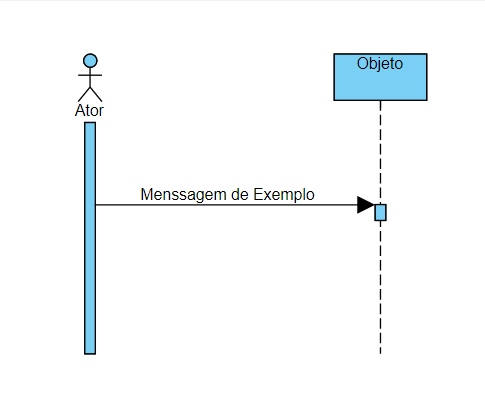 Objeto
Ator
Menssagem de Exemplo